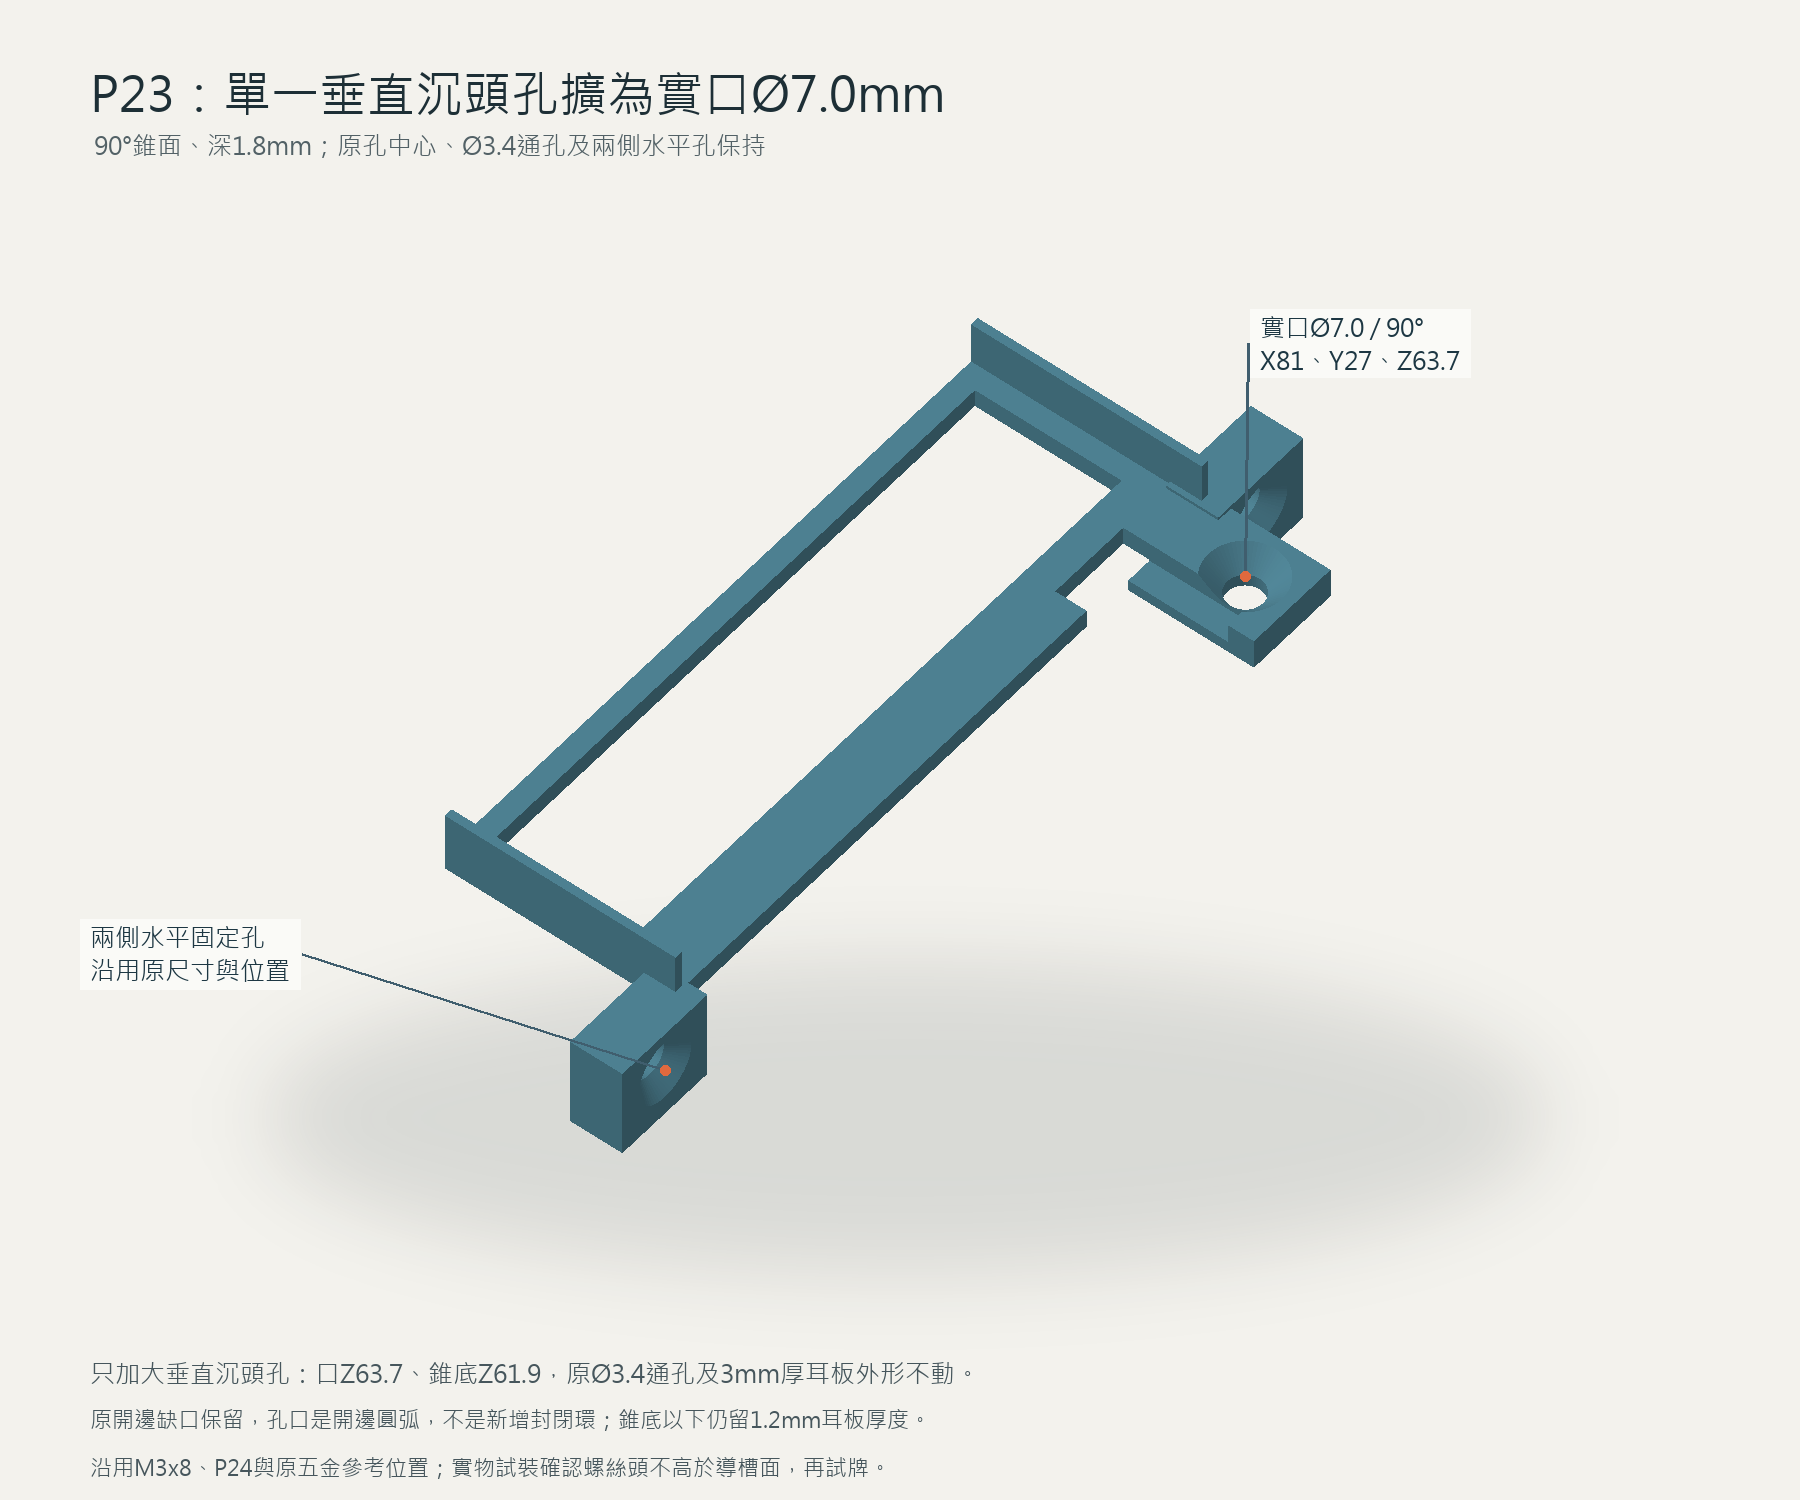 P23：單一垂直沉頭孔擴為實口Ø7.0mm
90°錐面、深1.8mm；原孔中心、Ø3.4通孔及兩側水平孔保持
實口Ø7.0 / 90°
X81、Y27、Z63.7
兩側水平固定孔
沿用原尺寸與位置
只加大垂直沉頭孔：口Z63.7、錐底Z61.9，原Ø3.4通孔及3mm厚耳板外形不動。
原開邊缺口保留，孔口是開邊圓弧，不是新增封閉環；錐底以下仍留1.2mm耳板厚度。
沿用M3x8、P24與原五金參考位置；實物試裝確認螺絲頭不高於導槽面，再試牌。